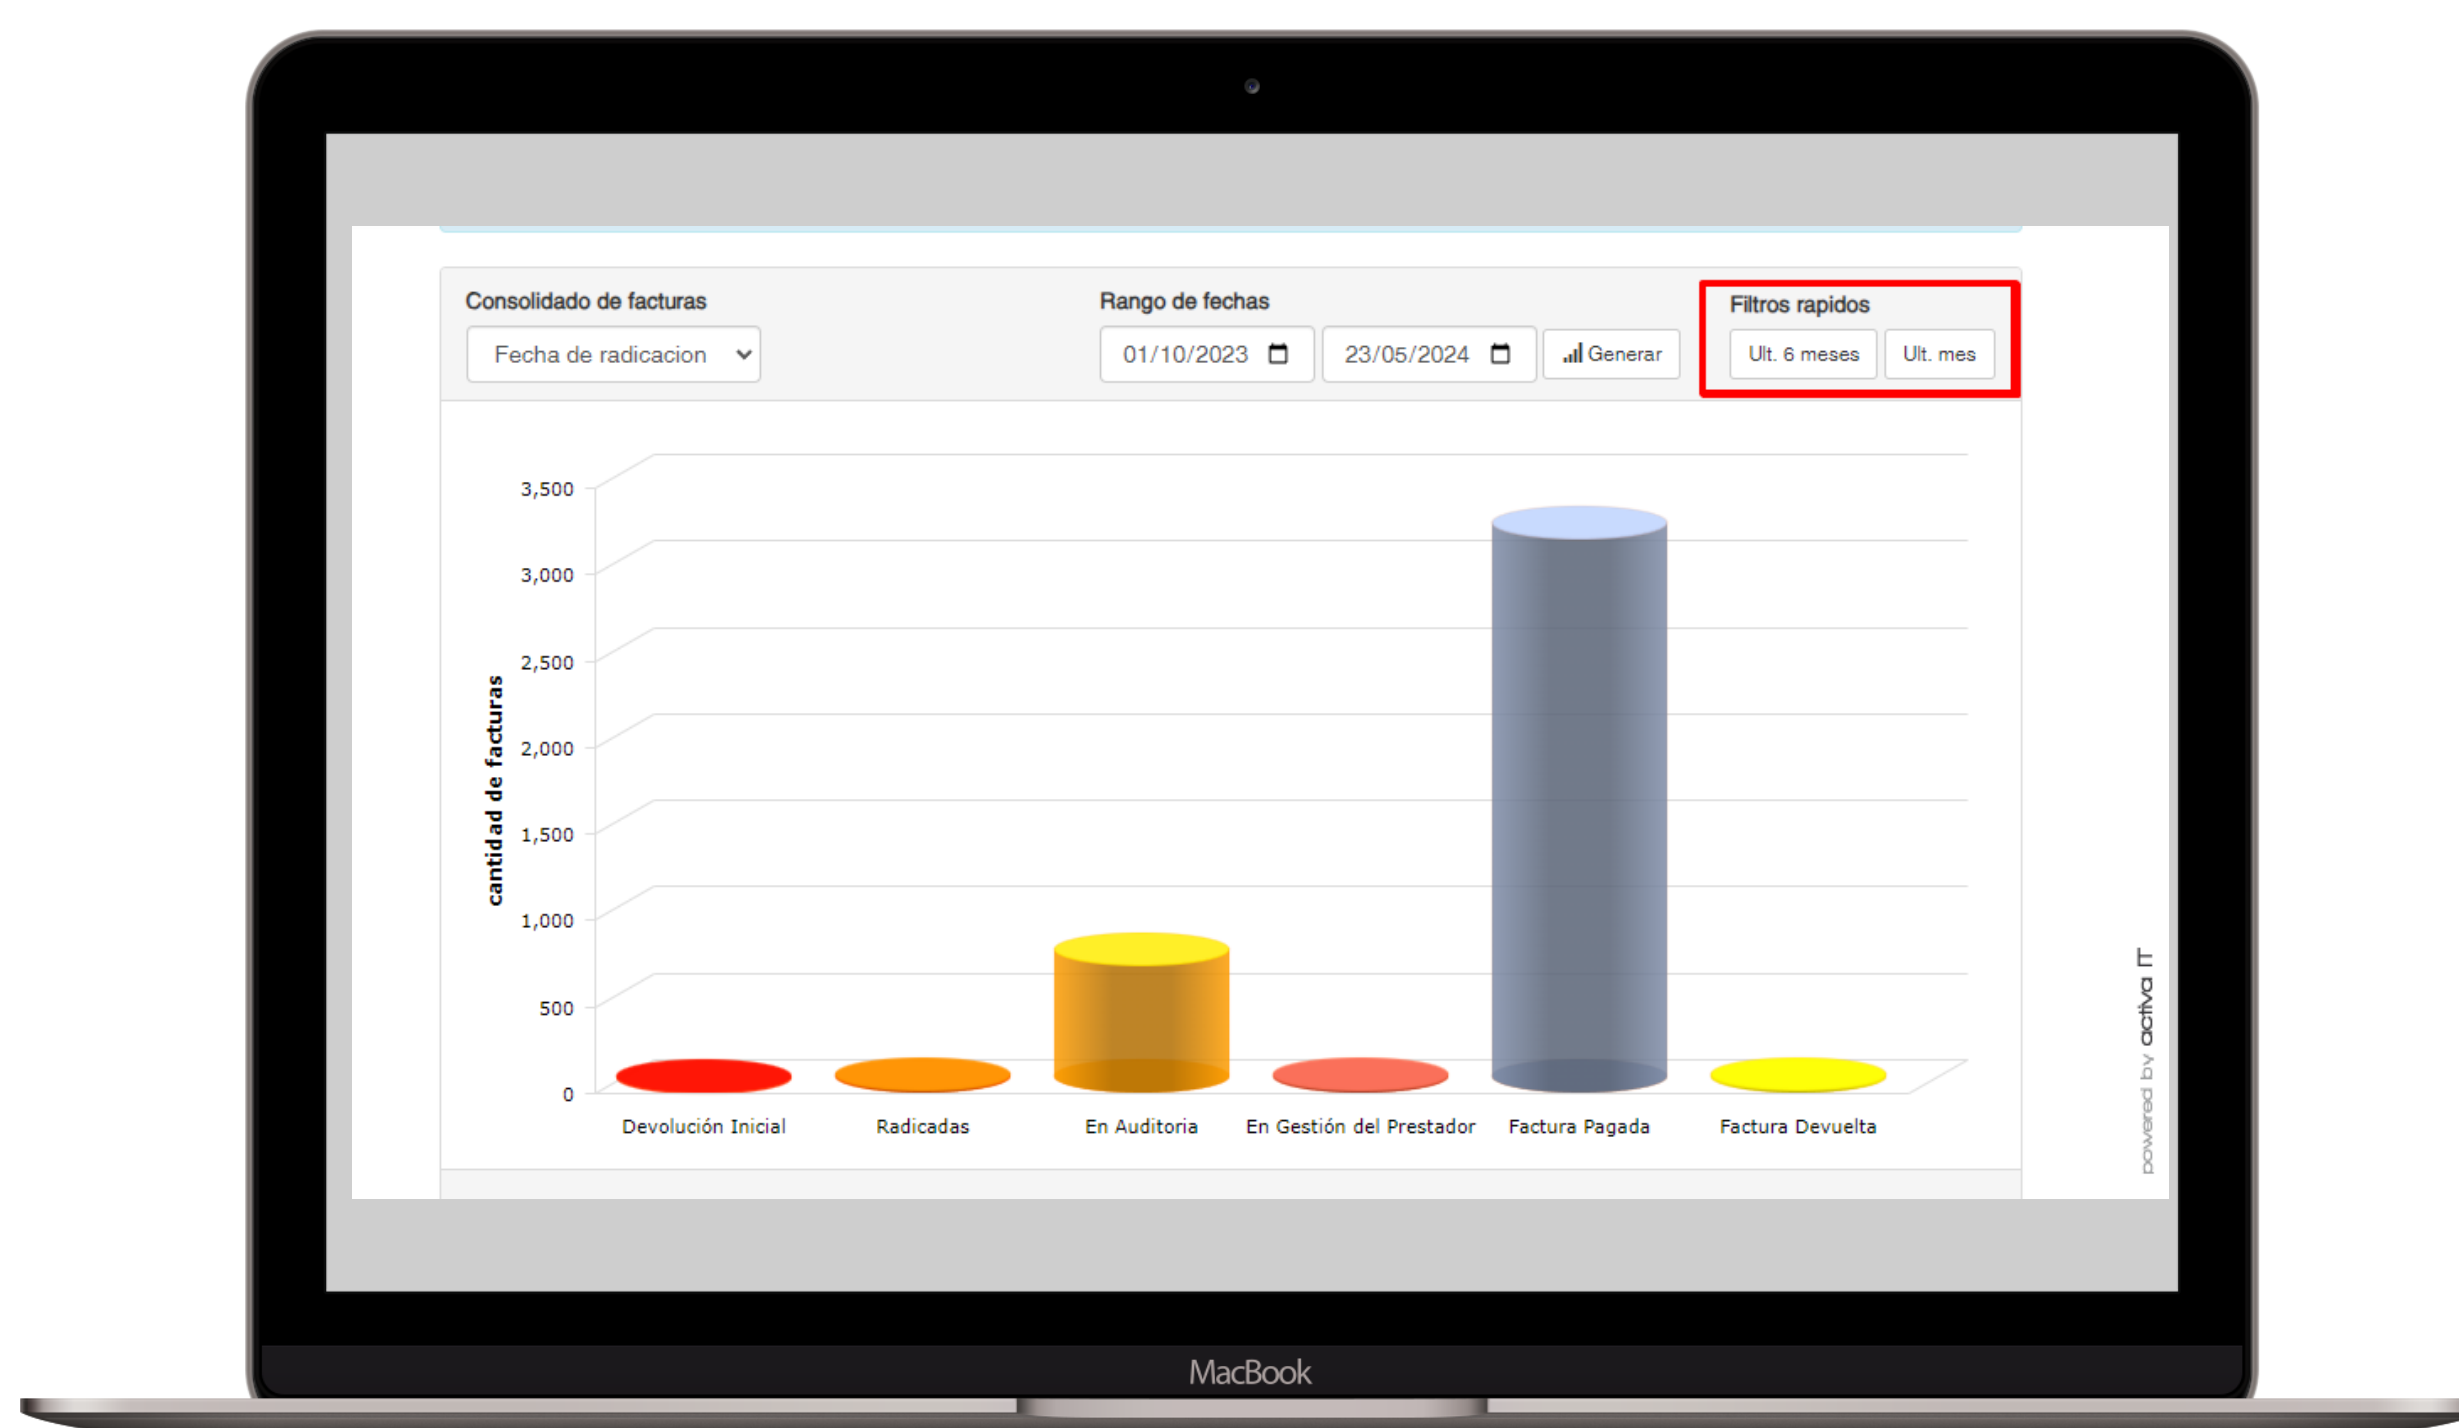 Consolidado de facturas
Fecha de radicacion
Rango de fechas
01/10/2023
23/05/2024
Generar
Filtros rapidos
Ult. 6 meses
Ult. mes
cantidad de facturas
3,500
3,000
2,500
2,000
1,500
1,000
500
0
Devolución Inicial
Radicadas
En Auditoria
En Gestión del Prestador
Factura Pagada
Factura Devuelta
powered by activa IT
MacBook